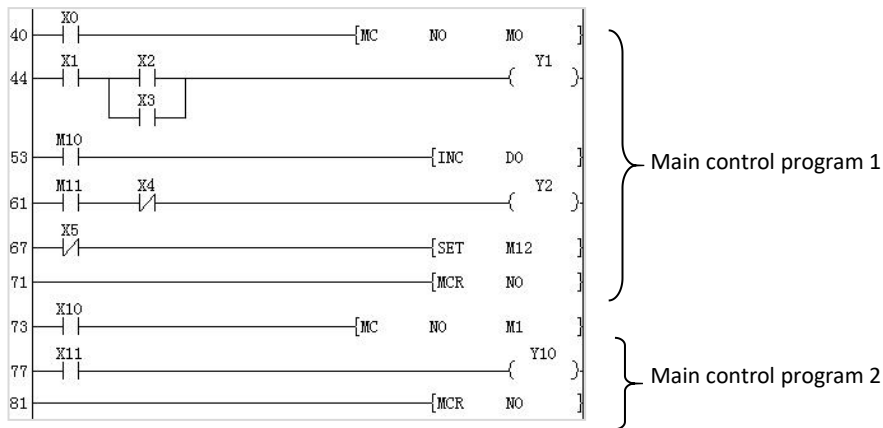 X0
40 [MC N0 M0 ]
X1 X2 Y1
44 ( )
X3
M10
53 [INC D0 ]
M11 X4 Y2
61 ( )
X5
67 [SET M12 ]
71 [MCR N0 ]
X10
73 [MC N0 M1 ]
X11 Y10
77 ( )
81 [MCR N0 ]
Main control program 1
Main control program 2